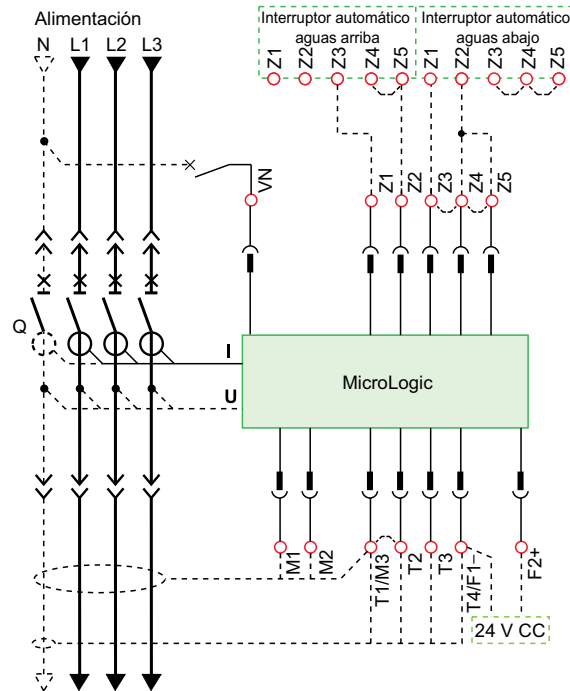 Alimentación
N L1 L2 L3
Interruptor automático
aguas arriba
Z1 Z2 Z3 Z4 Z5
Interruptor automático
aguas abajo
Z1 Z2 Z3 Z4 Z5
VN
Z1 Z2 Z3 Z4 Z5
Q
I
U
MicroLogic
M1 M2 T1/M3 T2 T3 T4/F1– F2+
24 V CC